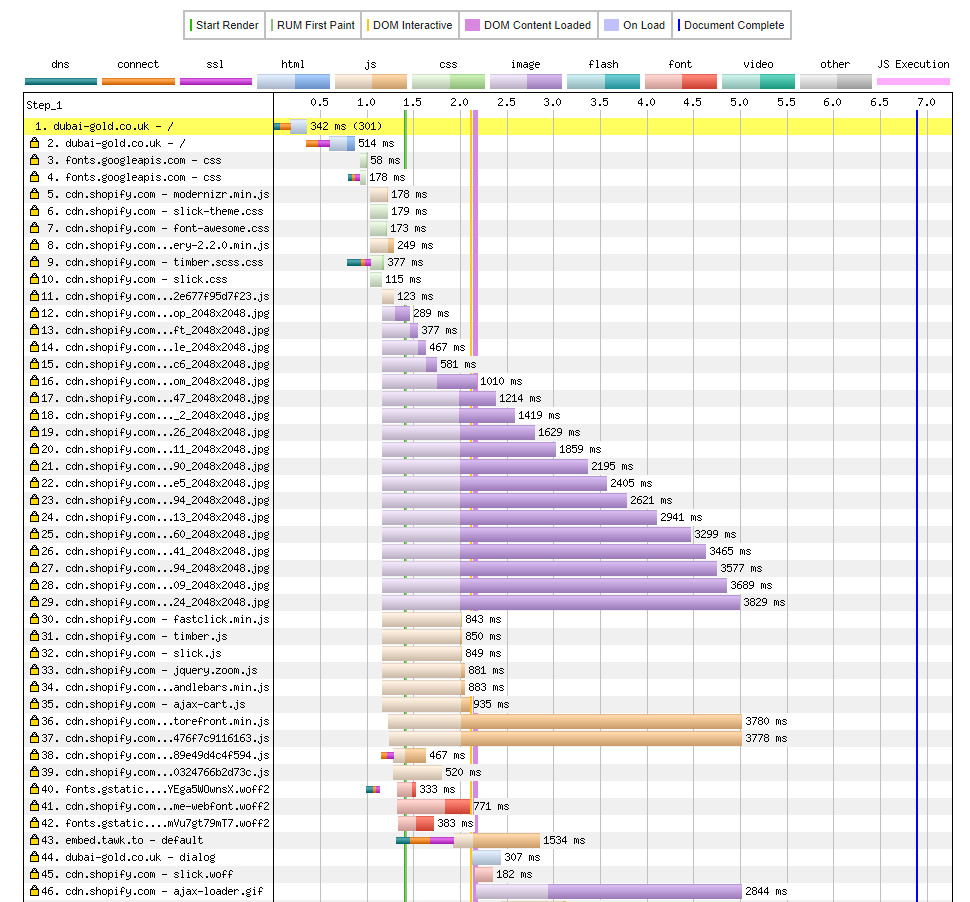 Start Render RUM First Paint DOM Interactive DOM Content Loaded On Load Document Complete
dns connect ssl html js css image flash font video other JS Execution
Step_1 0.5 1.0 1.5 2.0 2.5 3.0 3.5 4.0 4.5 5.0 5.5 6.0 6.5 7.0
1. dubai-gold.co.uk - / 342 ms (301)
2. dubai-gold.co.uk - / 514 ms
3. fonts.googleapis.com - css 58 ms
4. fonts.googleapis.com - css 178 ms
5. cdn.shopify.com - modernizr.min.js 178 ms
6. cdn.shopify.com - slick-theme.css 179 ms
7. cdn.shopify.com - font-awesome.css 173 ms
8. cdn.shopify.com...ery-2.2.0.min.js 249 ms
9. cdn.shopify.com - timber.scss.css 377 ms
10. cdn.shopify.com - slick.css 115 ms
11. cdn.shopify.com...2e677f95d7f23.js 123 ms
12. cdn.shopify.com...op_2048x2048.jpg 289 ms
13. cdn.shopify.com...ft_2048x2048.jpg 377 ms
14. cdn.shopify.com...le_2048x2048.jpg 467 ms
15. cdn.shopify.com...c6_2048x2048.jpg 581 ms
16. cdn.shopify.com...om_2048x2048.jpg 1010 ms
17. cdn.shopify.com...47_2048x2048.jpg 1214 ms
18. cdn.shopify.com..._2_2048x2048.jpg 1419 ms
19. cdn.shopify.com...26_2048x2048.jpg 1629 ms
20. cdn.shopify.com...11_2048x2048.jpg 1859 ms
21. cdn.shopify.com...90_2048x2048.jpg 2195 ms
22. cdn.shopify.com...e5_2048x2048.jpg 2405 ms
23. cdn.shopify.com...94_2048x2048.jpg 2621 ms
24. cdn.shopify.com...13_2048x2048.jpg 2941 ms
25. cdn.shopify.com...60_2048x2048.jpg 3299 ms
26. cdn.shopify.com...41_2048x2048.jpg 3465 ms
27. cdn.shopify.com...94_2048x2048.jpg 3577 ms
28. cdn.shopify.com...09_2048x2048.jpg 3689 ms
29. cdn.shopify.com...24_2048x2048.jpg 3829 ms
30. cdn.shopify.com - fastclick.min.js 843 ms
31. cdn.shopify.com - timber.js 850 ms
32. cdn.shopify.com - slick.js 849 ms
33. cdn.shopify.com - jquery.zoom.js 881 ms
34. cdn.shopify.com...andlebars.min.js 883 ms
35. cdn.shopify.com - ajax-cart.js 935 ms
36. cdn.shopify.com...torefront.min.js 3780 ms
37. cdn.shopify.com...476f7c9116163.js 3778 ms
38. cdn.shopify.com...89e49d4c4f594.js 467 ms
39. cdn.shopify.com...0324766b2d73c.js 520 ms
40. fonts.gstatic....YEga5WOwnsX.woff2 333 ms
41. cdn.shopify.com...me-webfont.woff2 771 ms
42. fonts.gstatic....mVu7gt79mT7.woff2 383 ms
43. embed.tawk.to - default 1534 ms
44. dubai-gold.co.uk - dialog 307 ms
45. cdn.shopify.com - slick.woff 182 ms
46. cdn.shopify.com - ajax-loader.gif 2844 ms